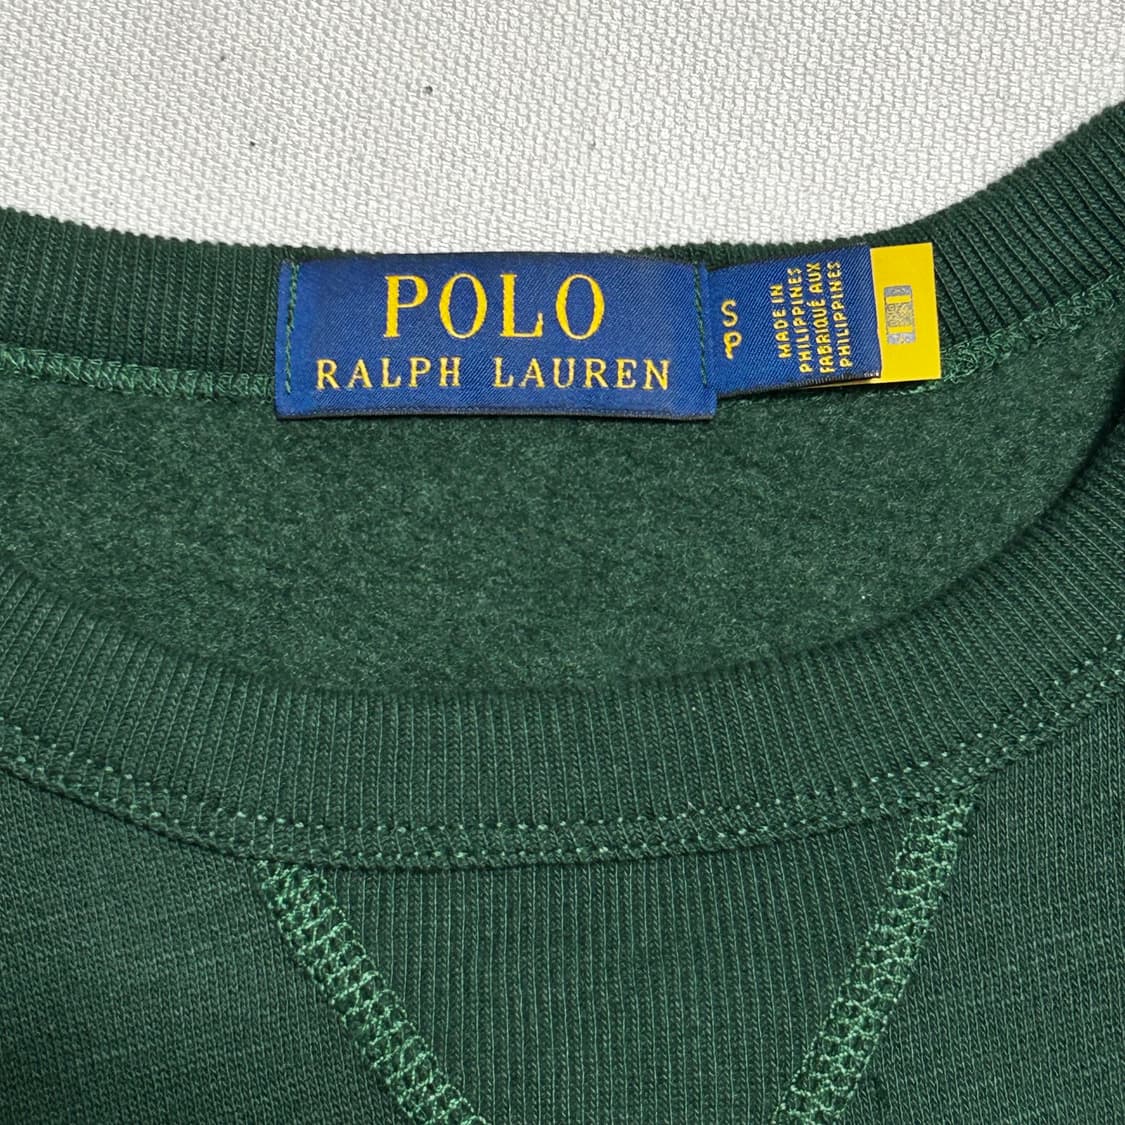 POLO
RALPH LAUREN
S
P
MADE IN
PHILIPPINES
FABRIQUÉ AUX
PHILIPPINES